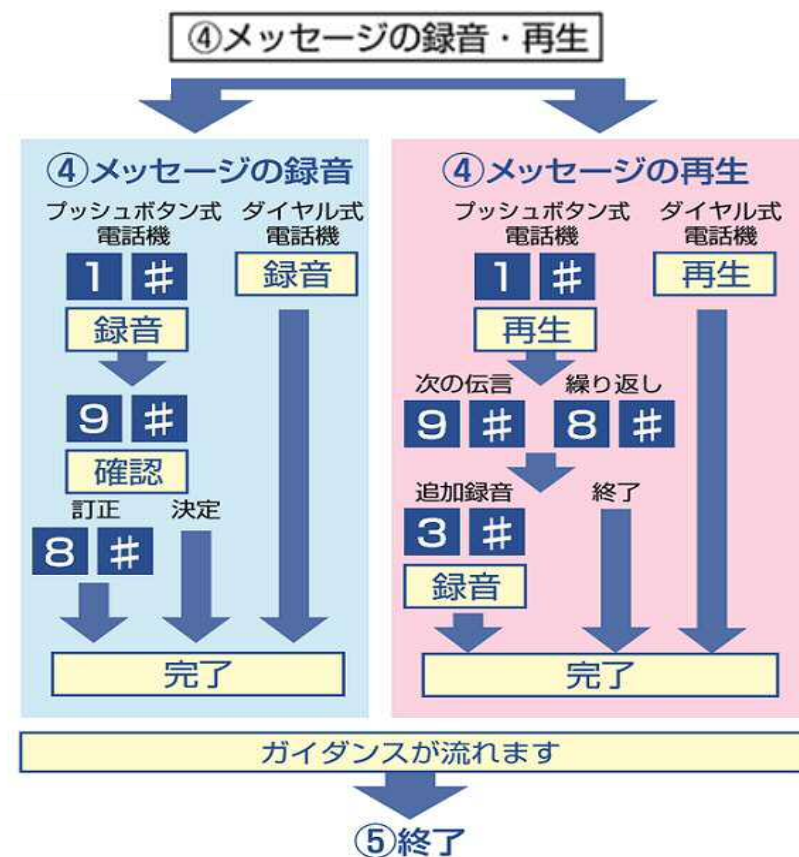 ④メッセージの録音・再生
④メッセージの録音
プッシュボタン式
電話機
ダイヤル式
電話機
1 #
録音
録音
9 #
確認
訂正
決定
8 #
完了
④メッセージの再生
プッシュボタン式
電話機
ダイヤル式
電話機
1 #
再生
再生
次の伝言
繰り返し
9 #
8 #
追加録音
終了
3 #
録音
完了
ガイダンスが流れます
⑤終了